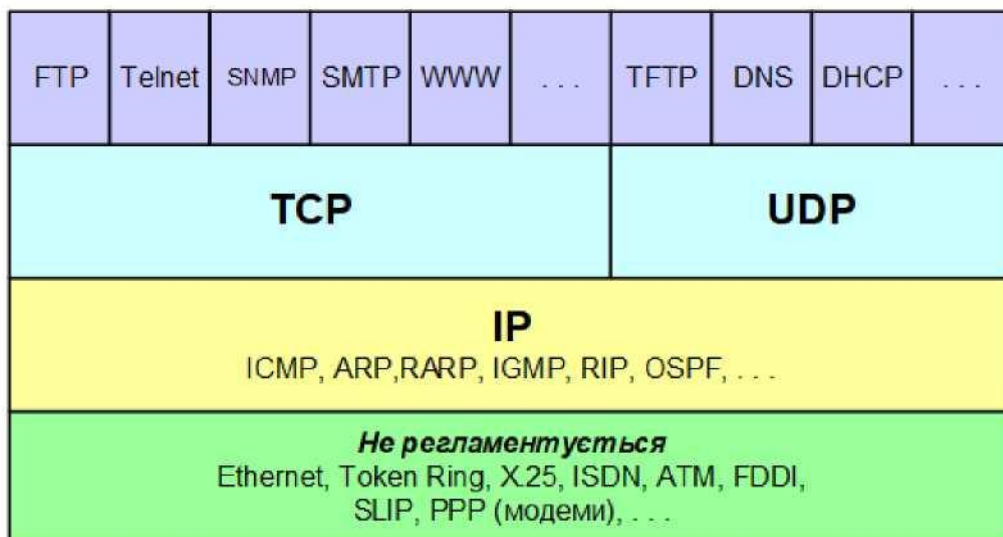 FTP Telnet SNMP SMTP WWW . . . TFTP DNS DHCP . . .
TCP UDP
IP
ICMP, ARP,RARP, IGMP, RIP, OSPF, . . .
Не регламентується
Ethernet, Token Ring, X.25, ISDN, ATM, FDDI,
SLIP, PPP (модеми), . . .